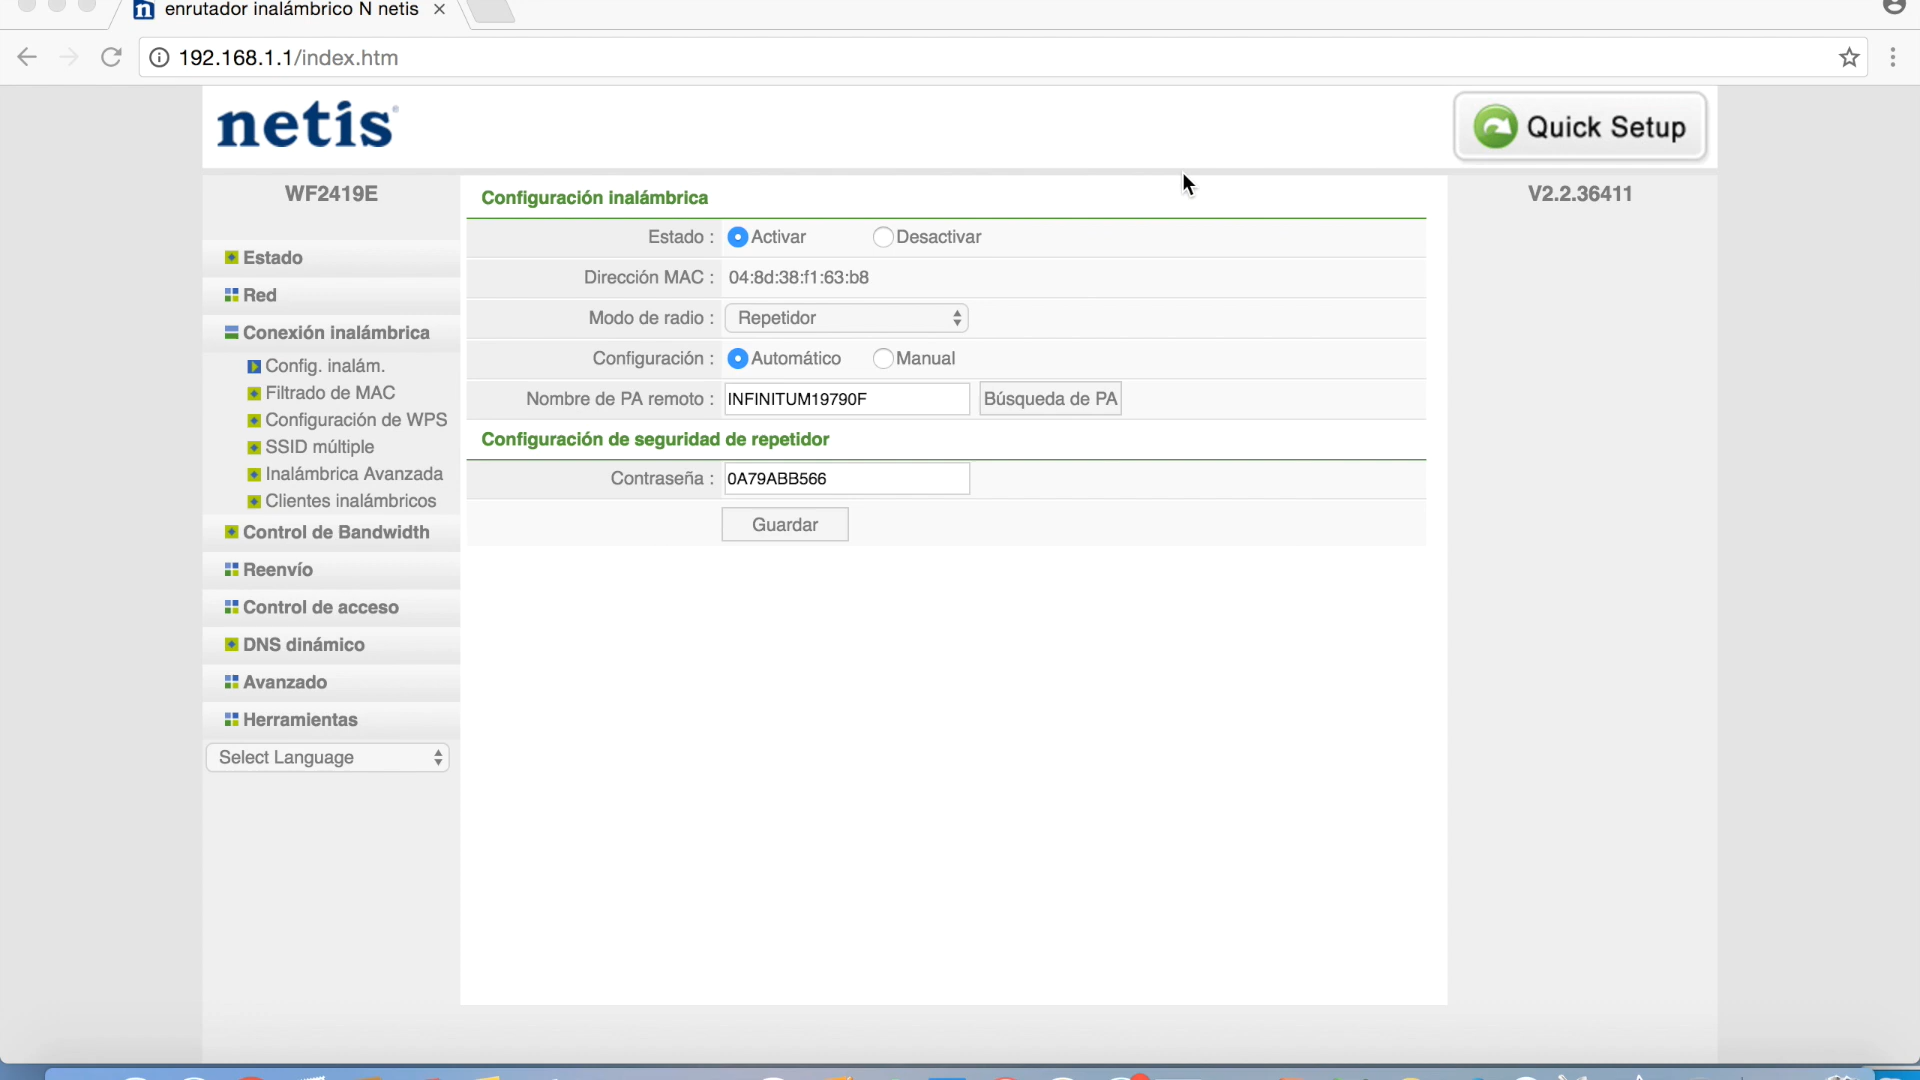 enrutador inalámbrico N netis
192.168.1.1/index.htm
netis
Quick Setup
WF2419E
V2.2.36411
Estado
Red
Conexión inalámbrica
Config. inalám.
Filtrado de MAC
Configuración de WPS
SSID múltiple
Inalámbrica Avanzada
Clientes inalámbricos
Control de Bandwidth
Reenvío
Control de acceso
DNS dinámico
Avanzado
Herramientas
Select Language
Configuración inalámbrica
Estado : Activar Desactivar
Dirección MAC : 04:8d:38:f1:63:b8
Modo de radio : Repetidor
Configuración : Automático Manual
Nombre de PA remoto : INFINITUM19790F Búsqueda de PA
Configuración de seguridad de repetidor
Contraseña : 0A79ABB566
Guardar